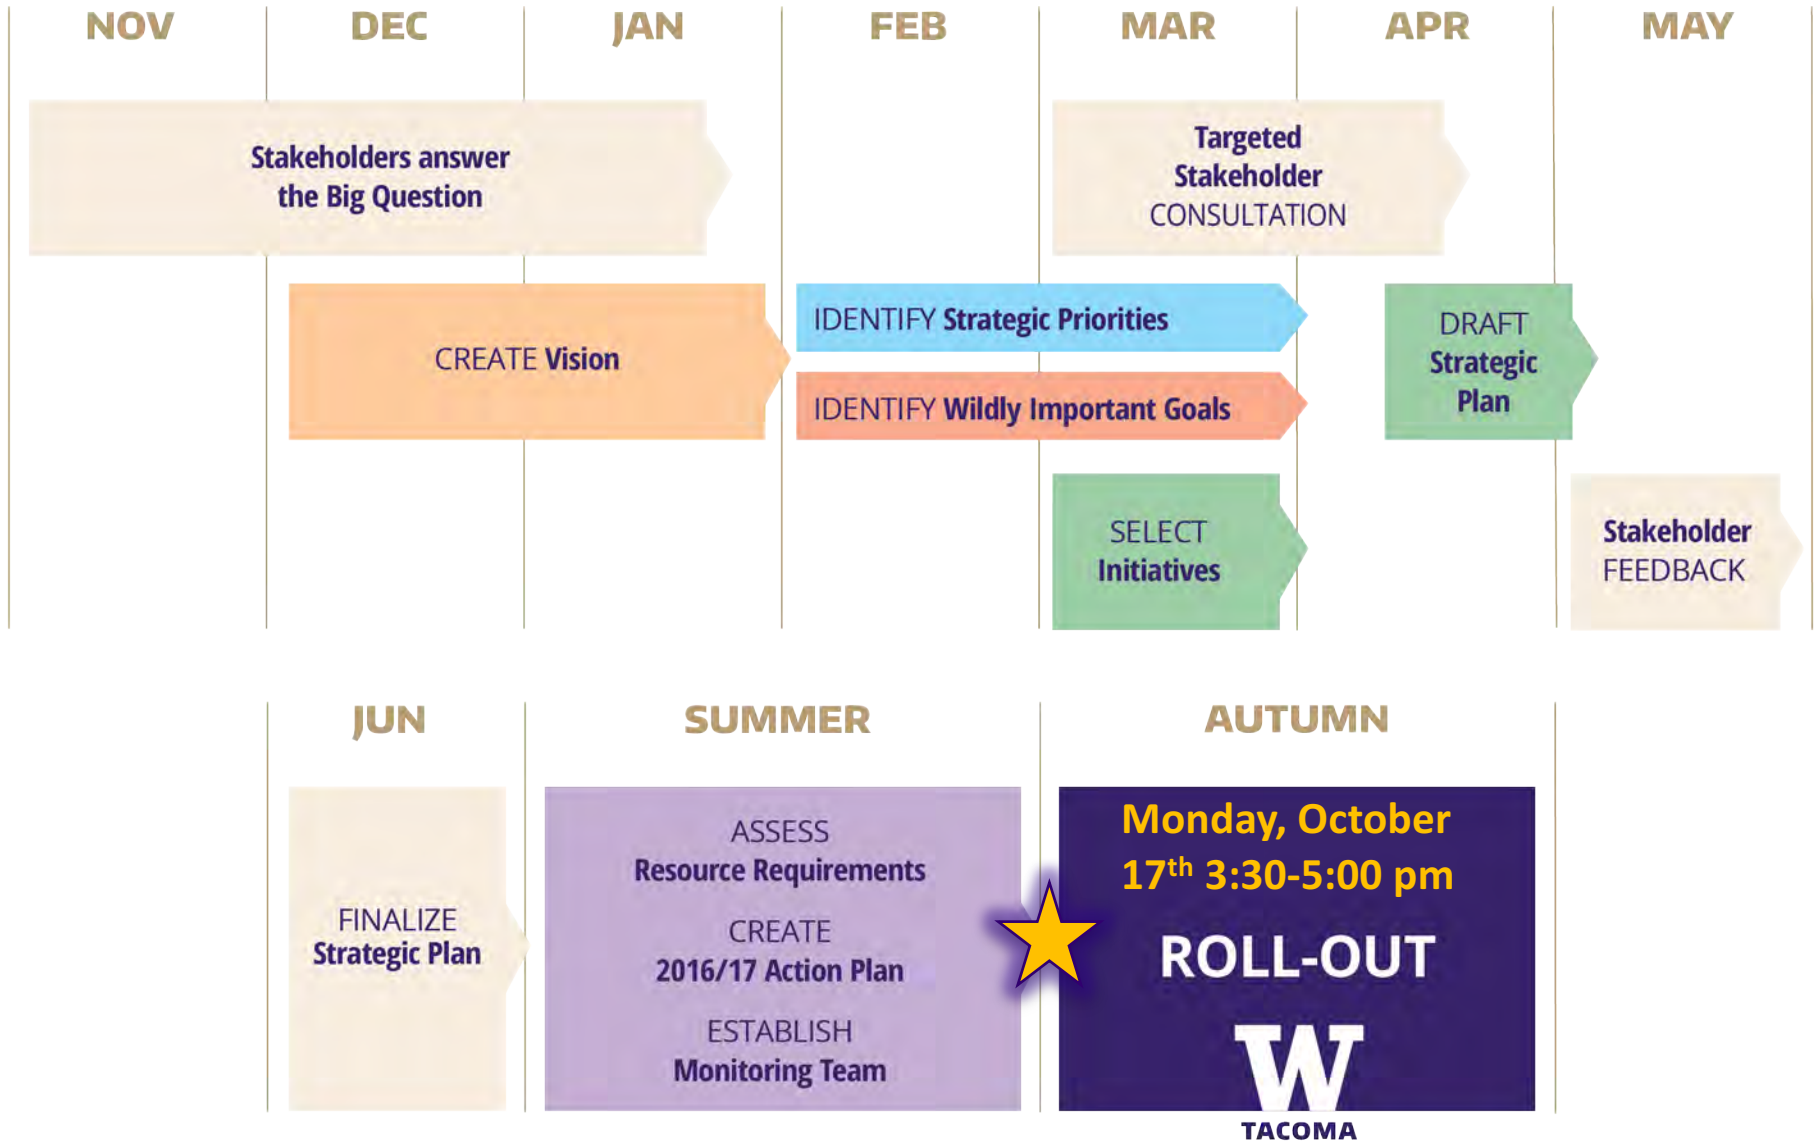 NOV DEC JAN FEB MAR APR MAY
Stakeholders answer
the Big Question
Targeted
Stakeholder
CONSULTATION
CREATE Vision
IDENTIFY Strategic Priorities
IDENTIFY Wildly Important Goals
DRAFT
Strategic
Plan
SELECT
Initiatives
Stakeholder
FEEDBACK
JUN SUMMER AUTUMN
FINALIZE
Strategic Plan
ASSESS
Resource Requirements
CREATE
2016/17 Action Plan
ESTABLISH
Monitoring Team
Monday, October
17th 3:30-5:00 pm
ROLL-OUT
W
TACOMA